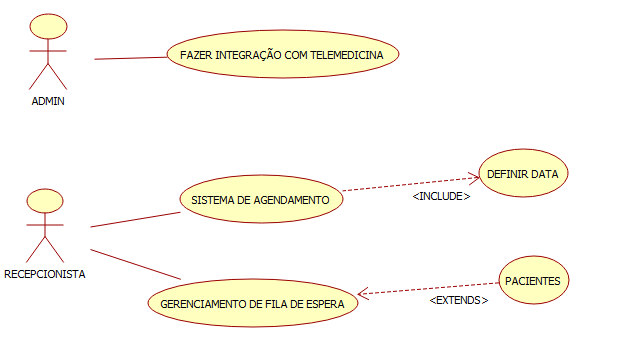 FAZER INTEGRAÇÃO COM TELEMEDICINA
ADMIN
DEFINIR DATA
SISTEMA DE AGENDAMENTO
<INCLUDE>
RECEPCIONISTA
PACIENTES
GERENCIAMENTO DE FILA DE ESPERA
<EXTENDS>